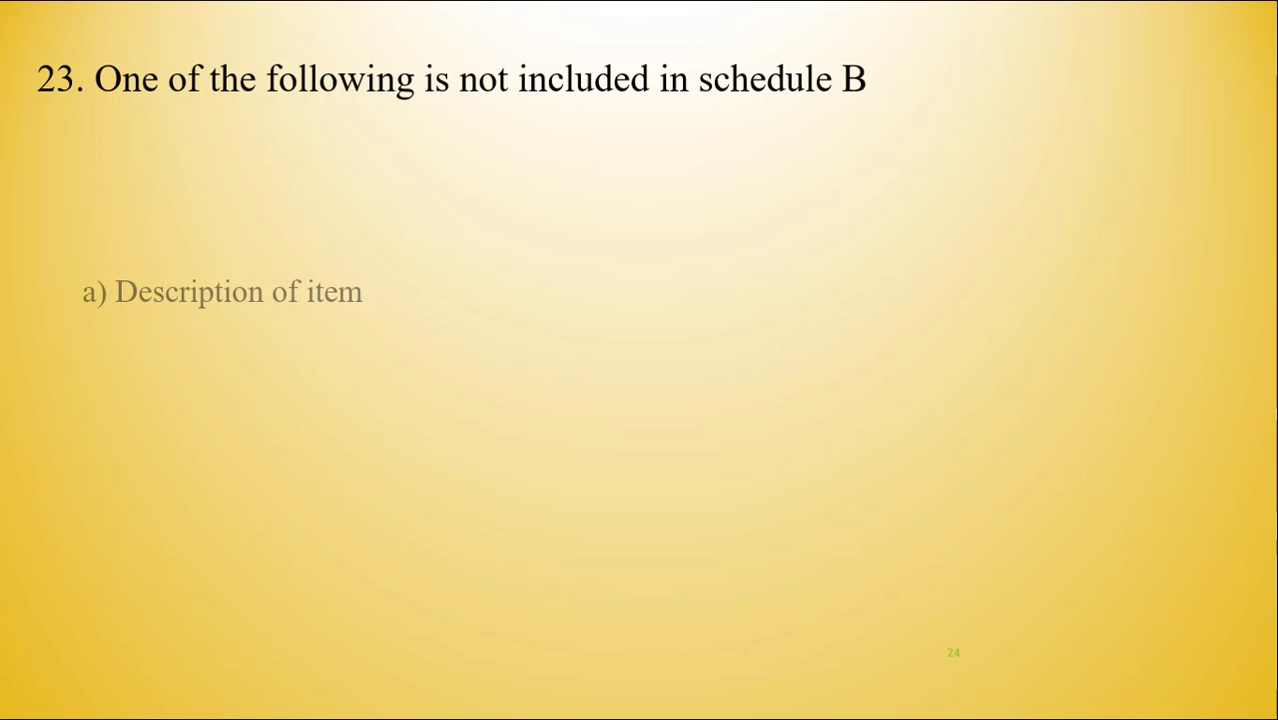 23. One of the following is not included in schedule B
a) Description of item
24